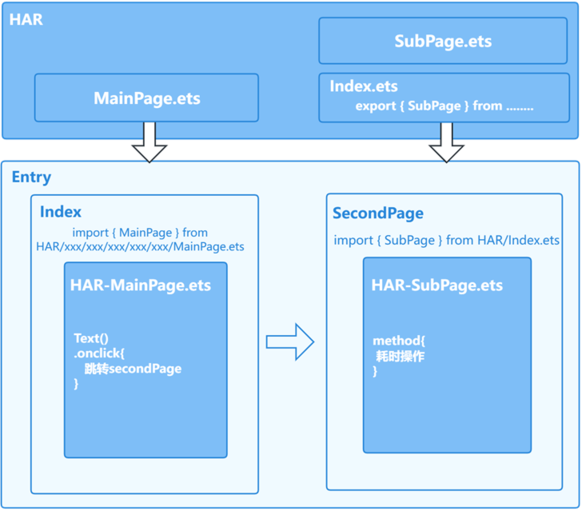 HAR
MainPage.ets
SubPage.ets
Index.ets
export { SubPage } from ........
Entry
Index
import { MainPage } from
HAR/xxx/xxx/xxx/xxx/xxx/MainPage.ets
HAR-MainPage.ets
Text()
.onclick{
跳转secondPage
}
SecondPage
import { SubPage } from HAR/Index.ets
HAR-SubPage.ets
method{
耗时操作
}